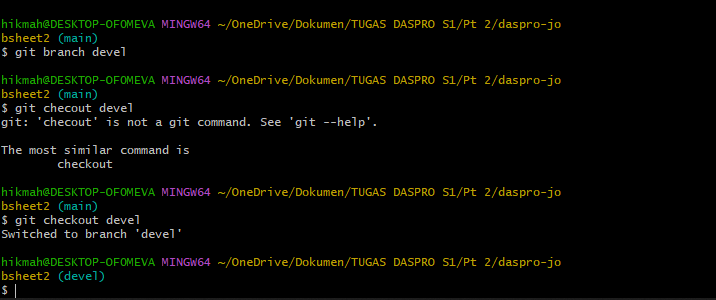 hikmah@DESKTOP-OFOMEVA MINGW64 ~/OneDrive/Dokumen/TUGAS DASPRO S1/Pt 2/daspro-jo
bsheet2 (main)
$ git branch devel
hikmah@DESKTOP-OFOMEVA MINGW64 ~/OneDrive/Dokumen/TUGAS DASPRO S1/Pt 2/daspro-jo
bsheet2 (main)
$ git checout devel
git: 'checout' is not a git command. See 'git --help'.
The most similar command is
checkout
hikmah@DESKTOP-OFOMEVA MINGW64 ~/OneDrive/Dokumen/TUGAS DASPRO S1/Pt 2/daspro-jo
bsheet2 (main)
$ git checkout devel
Switched to branch 'devel'
hikmah@DESKTOP-OFOMEVA MINGW64 ~/OneDrive/Dokumen/TUGAS DASPRO S1/Pt 2/daspro-jo
bsheet2 (devel)
$